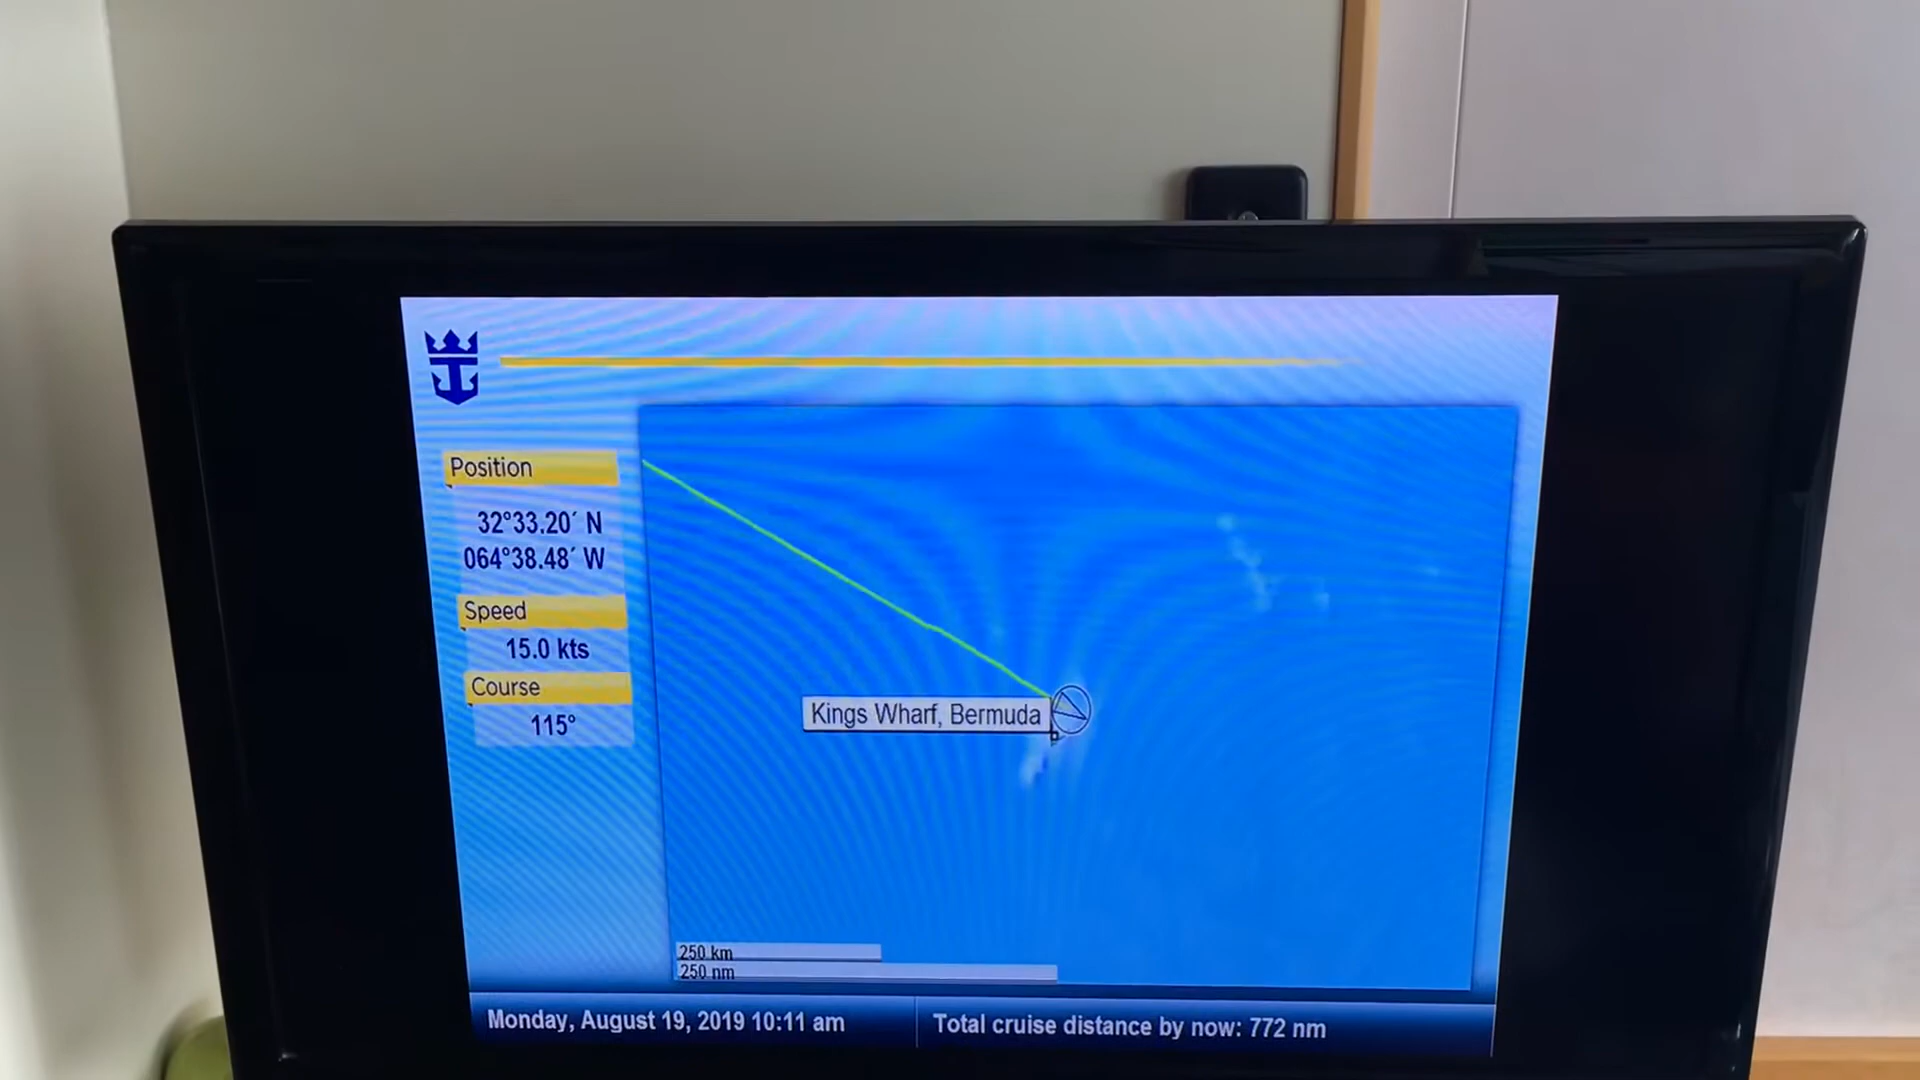 Position
32°33.20´ N
064°38.48´ W
Speed
15.0 kts
Course
115°
Kings Wharf, Bermuda
250 km
250 nm
Monday, August 19, 2019 10:11 am
Total cruise distance by now: 772 nm